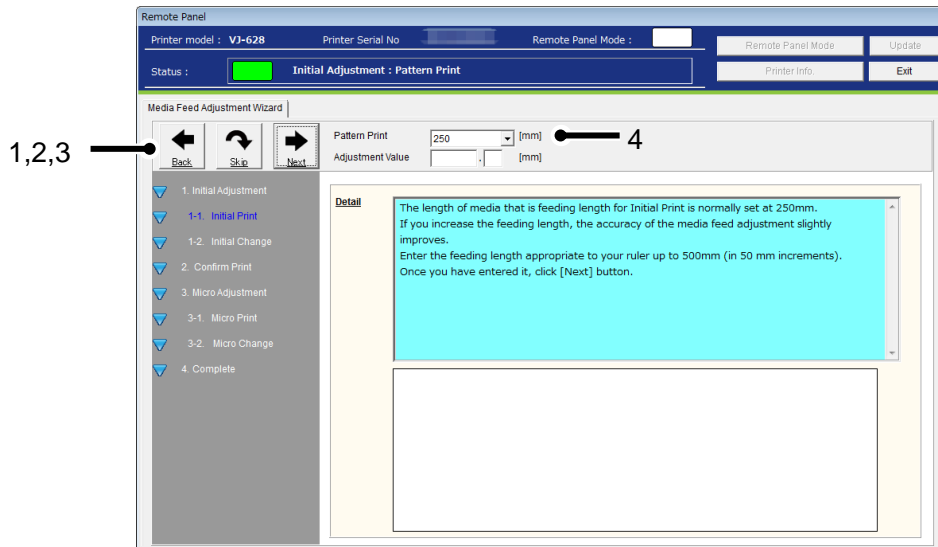 Remote Panel
Printer model : VJ-628 Printer Serial No Remote Panel Mode :
Remote Panel Mode Update
Status : Initial Adjustment : Pattern Print
Printer Info. Exit
Media Feed Adjustment Wizard
1,2,3
Back Skip Next
Pattern Print 250 [mm]
4
Adjustment Value . [mm]
1. Initial Adjustment
1-1. Initial Print
1-2. Initial Change
2. Confirm Print
3. Micro Adjustment
3-1. Micro Print
3-2. Micro Change
4. Complete
Detail
The length of media that is feeding length for Initial Print is normally set at 250mm.
If you increase the feeding length, the accuracy of the media feed adjustment slightly
improves.
Enter the feeding length appropriate to your ruler up to 500mm (in 50 mm increments).
Once you have entered it, click [Next] button.